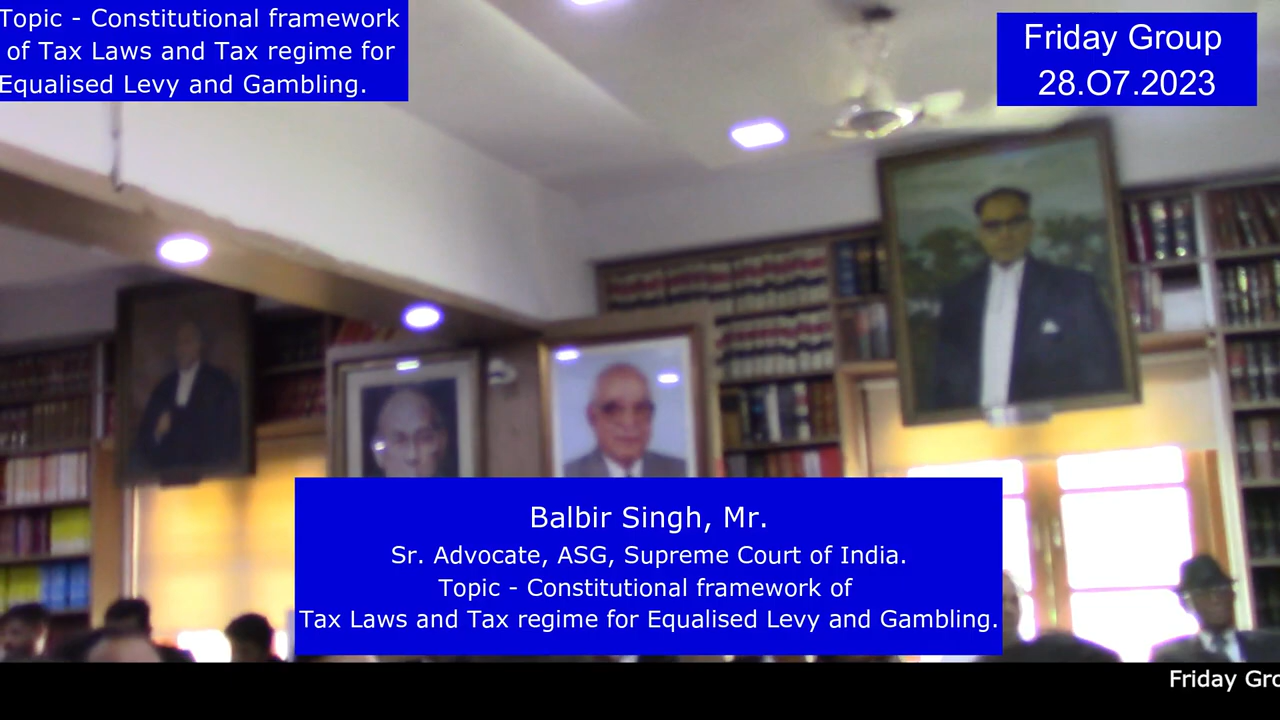 Topic - Constitutional framework
of Tax Laws and Tax regime for
Equalised Levy and Gambling.
Friday Group
28.O7.2023
Balbir Singh, Mr.
Sr. Advocate, ASG, Supreme Court of India.
Topic - Constitutional framework of
Tax Laws and Tax regime for Equalised Levy and Gambling.
Friday